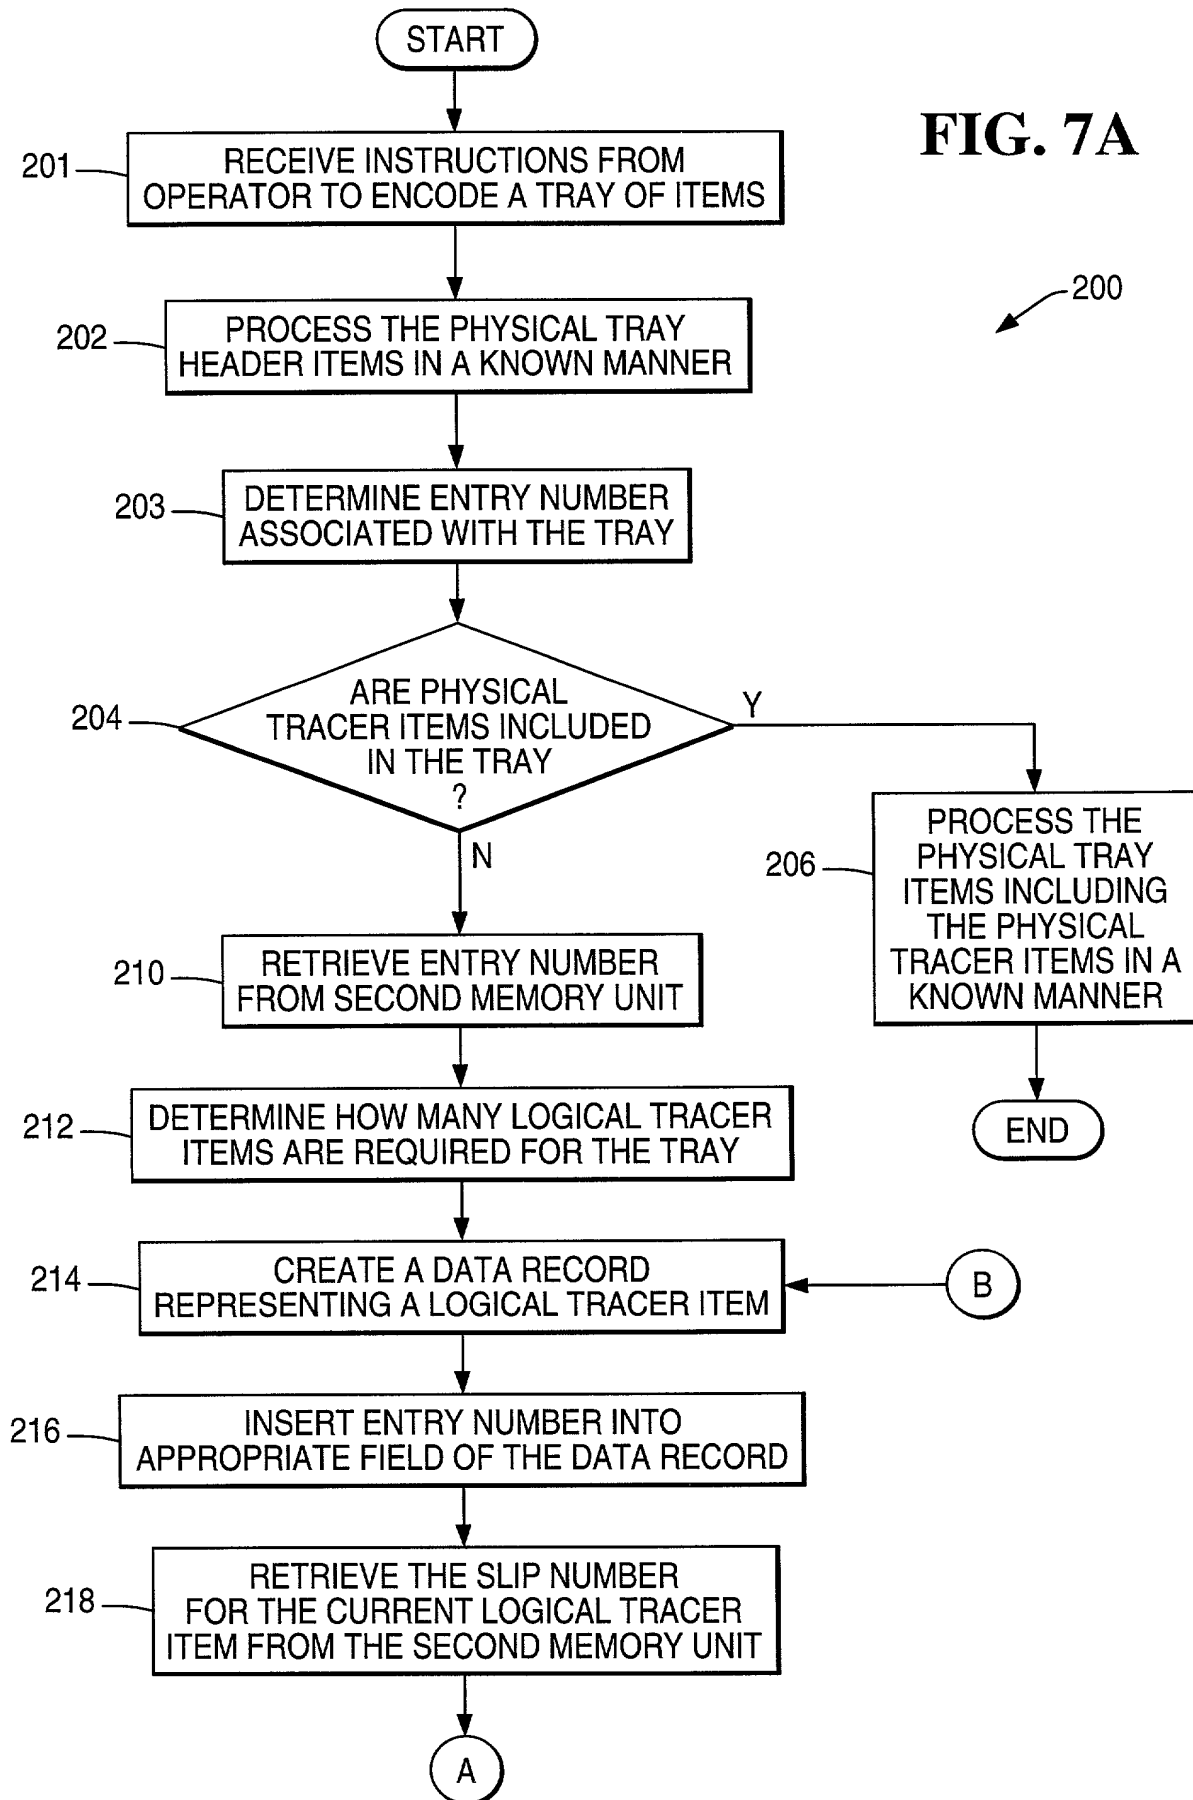 START
FIG. 7A
201
RECEIVE INSTRUCTIONS FROM
OPERATOR TO ENCODE A TRAY OF ITEMS
200
202
PROCESS THE PHYSICAL TRAY
HEADER ITEMS IN A KNOWN MANNER
203
DETERMINE ENTRY NUMBER
ASSOCIATED WITH THE TRAY
204
ARE PHYSICAL
TRACER ITEMS INCLUDED
IN THE TRAY
?
Y
N
206
PROCESS THE
PHYSICAL TRAY
ITEMS INCLUDING
THE PHYSICAL
TRACER ITEMS IN A
KNOWN MANNER
END
210
RETRIEVE ENTRY NUMBER
FROM SECOND MEMORY UNIT
212
DETERMINE HOW MANY LOGICAL TRACER
ITEMS ARE REQUIRED FOR THE TRAY
214
CREATE A DATA RECORD
REPRESENTING A LOGICAL TRACER ITEM
B
216
INSERT ENTRY NUMBER INTO
APPROPRIATE FIELD OF THE DATA RECORD
218
RETRIEVE THE SLIP NUMBER
FOR THE CURRENT LOGICAL TRACER
ITEM FROM THE SECOND MEMORY UNIT
A